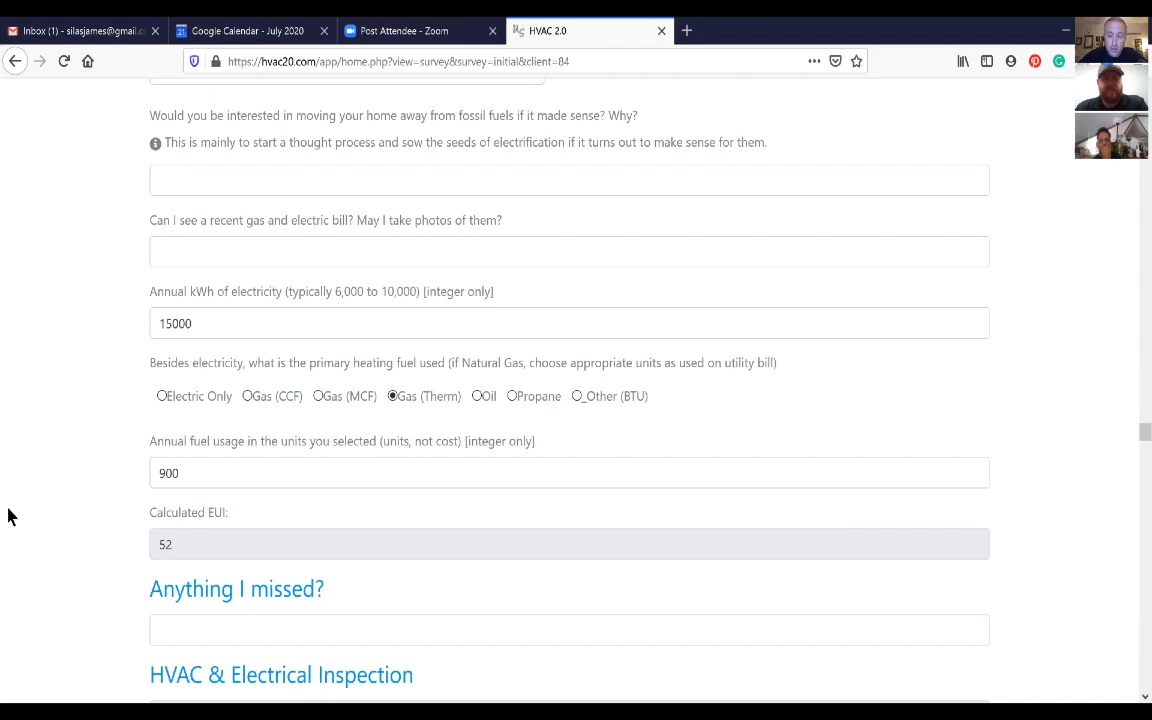 Inbox (1) - silasjames@gmail.c
Google Calendar - July 2020
Post Attendee - Zoom
HVAC 2.0
https://hvac20.com/app/home.php?view=survey&survey=initial&client=84
Would you be interested in moving your home away from fossil fuels if it made sense? Why?
This is mainly to start a thought process and sow the seeds of electrification if it turns out to make sense for them.
Can I see a recent gas and electric bill? May I take photos of them?
Annual kWh of electricity (typically 6,000 to 10,000) [integer only]
15000
Besides electricity, what is the primary heating fuel used (if Natural Gas, choose appropriate units as used on utility bill)
Electric Only Gas (CCF) Gas (MCF) Gas (Therm) Oil Propane _Other (BTU)
Annual fuel usage in the units you selected (units, not cost) [integer only]
900
Calculated EUI:
52
Anything I missed?
HVAC & Electrical Inspection